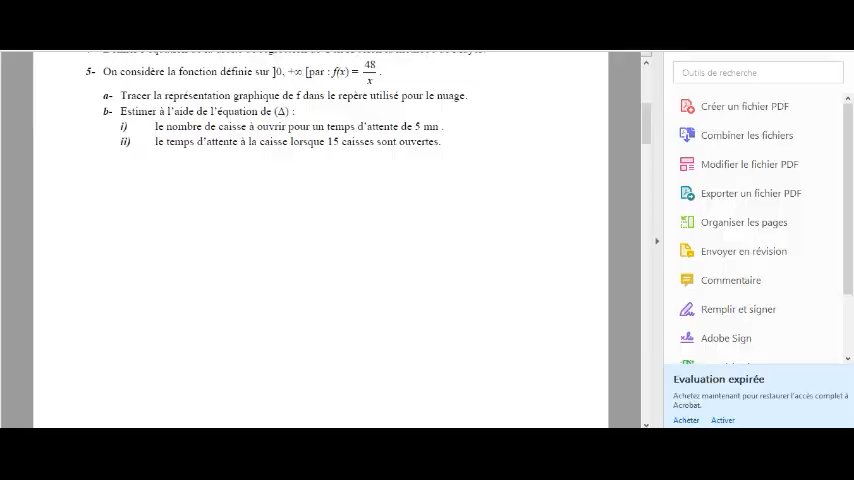 5- On considère la fonction définie sur ]0, +∞ [par : f(x) = 48/x .
a- Tracer la représentation graphique de f dans le repère utilisé pour le nuage.
b- Estimer à l'aide de l'équation de (Δ) :
i) le nombre de caisse à ouvrir pour un temps d'attente de 5 mn .
ii) le temps d'attente à la caisse lorsque 15 caisses sont ouvertes.
Outils de recherche
Créer un fichier PDF
Combiner les fichiers
Modifier le fichier PDF
Exporter un fichier PDF
Organiser les pages
Envoyer en révision
Commentaire
Remplir et signer
Adobe Sign
Evaluation expirée
Achetez maintenant pour restaurer l'accès complet à
Acrobat.
Acheter Activer